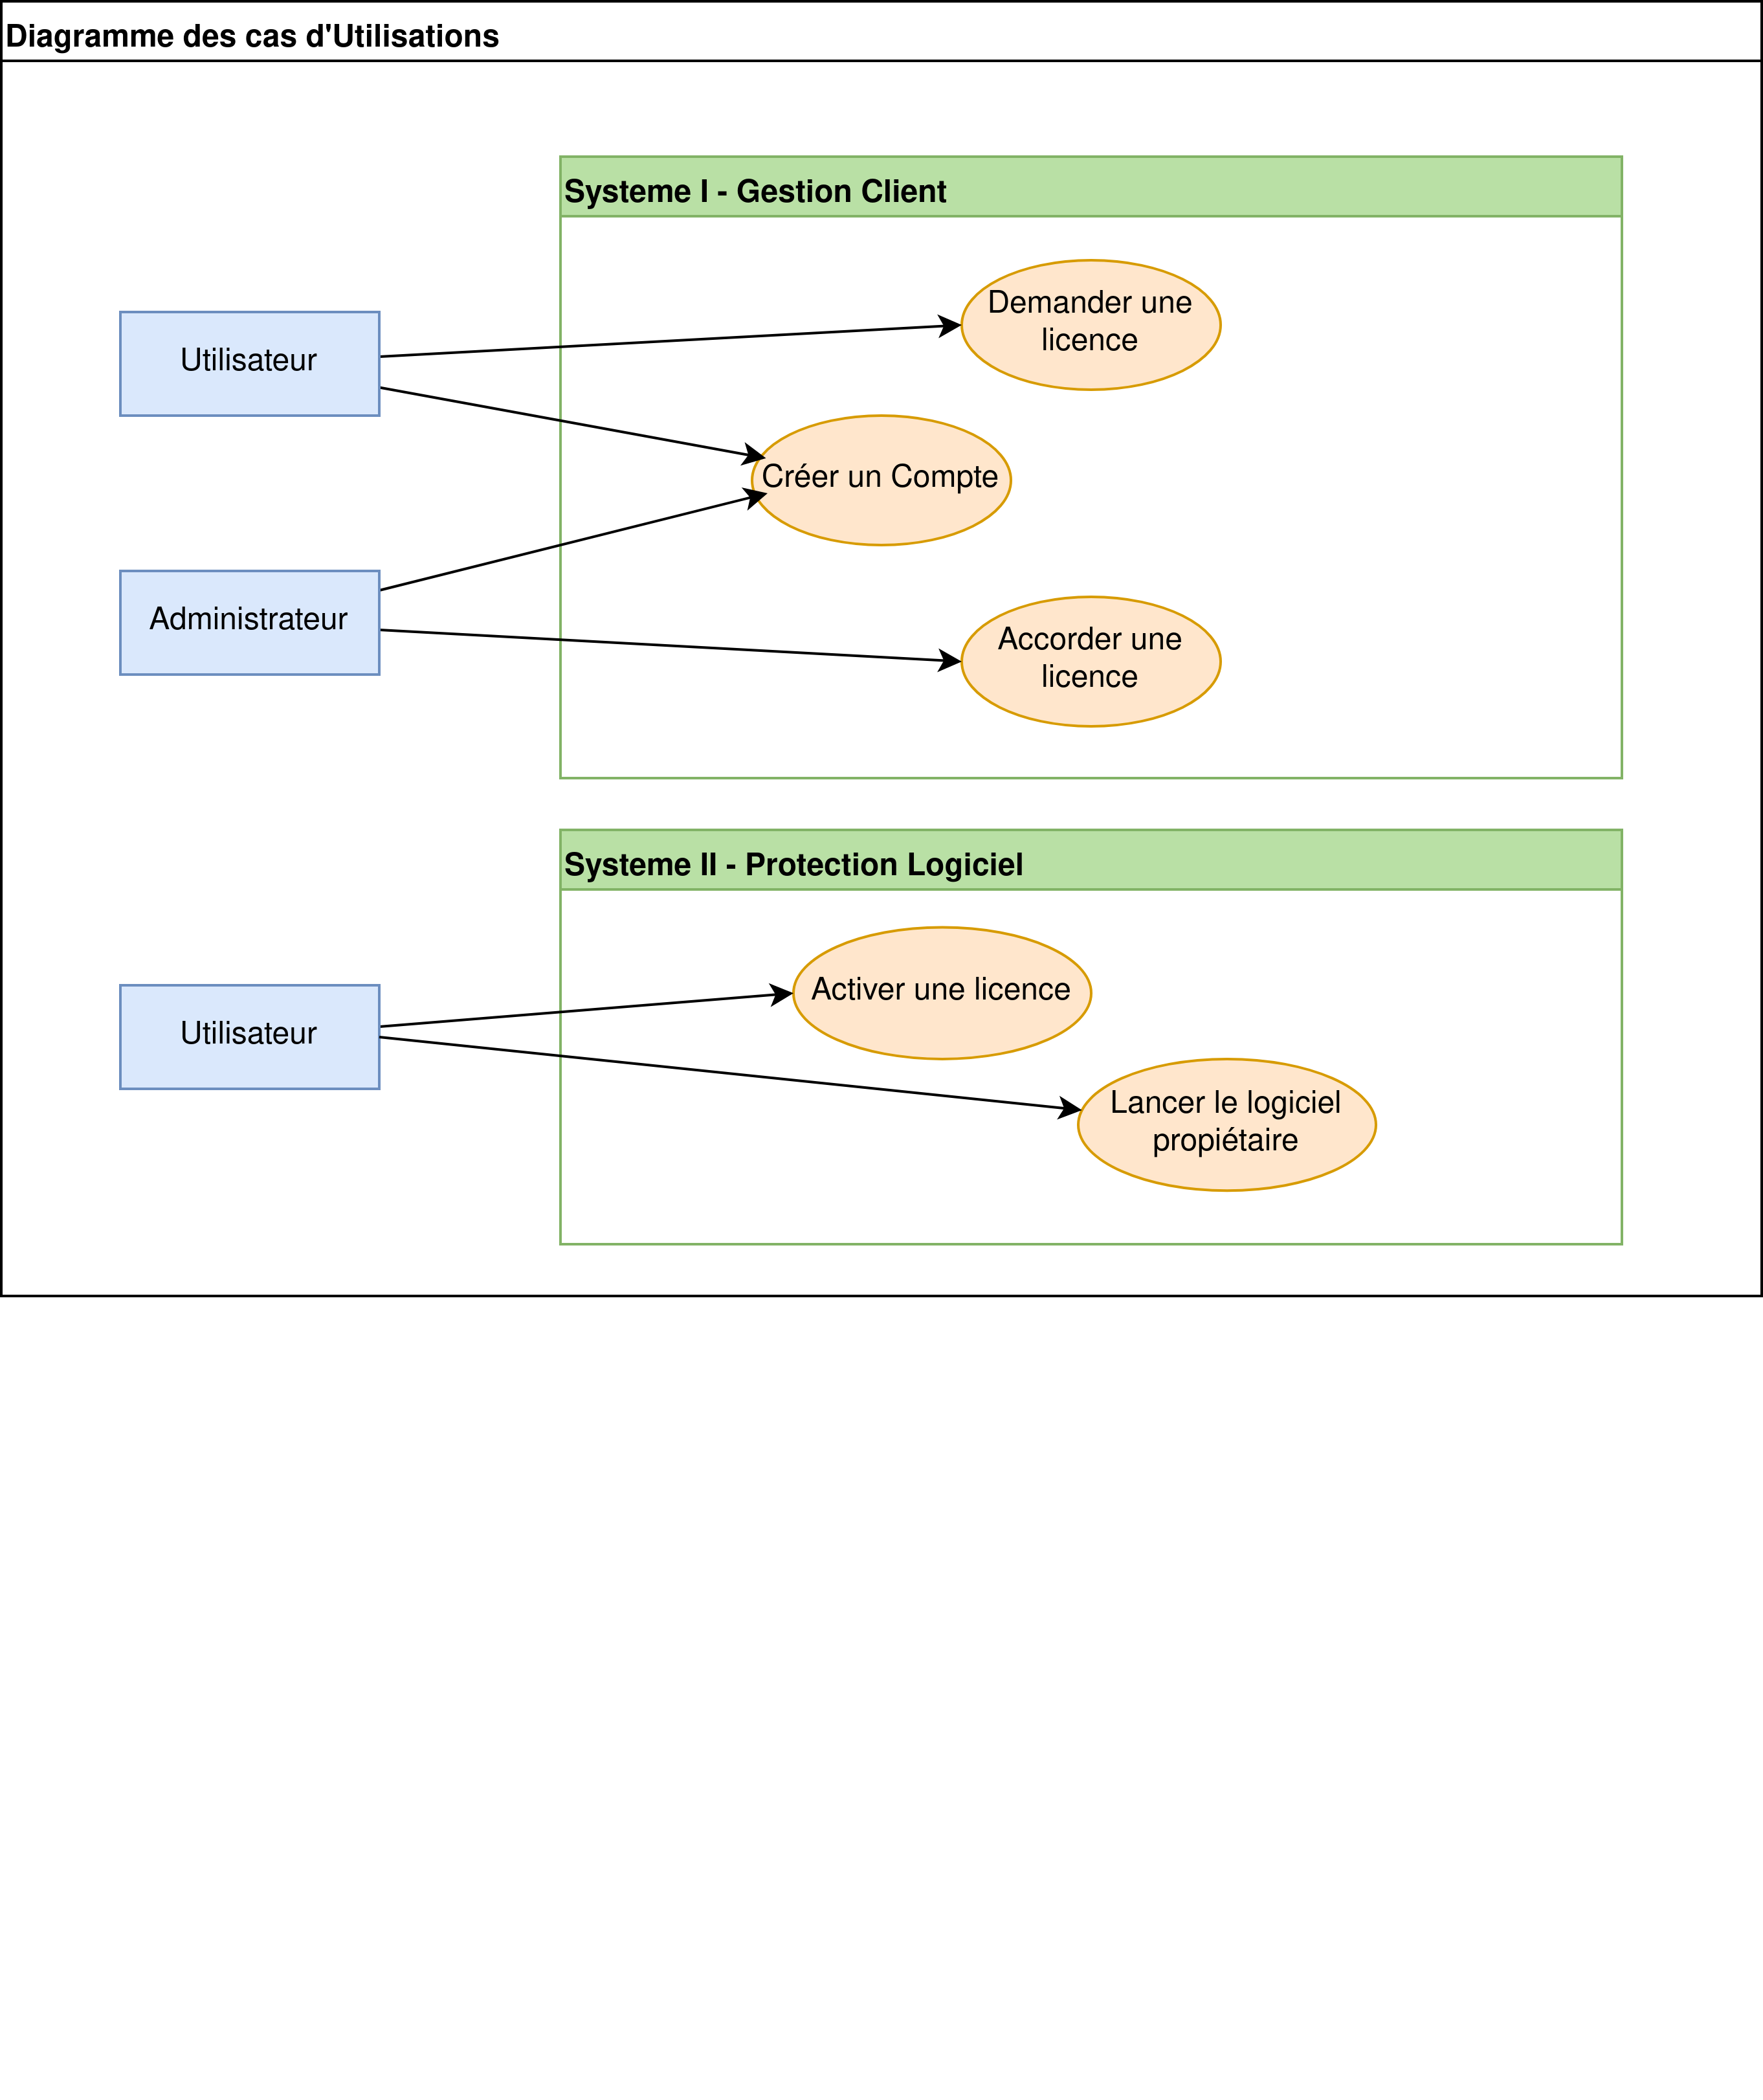 Diagramme des cas d'Utilisations
Systeme I - Gestion Client
Demander une
licence
Utilisateur
Créer un Compte
Administrateur
Accorder une
licence
Systeme II - Protection Logiciel
Activer une licence
Utilisateur
Lancer le logiciel
propiétaire